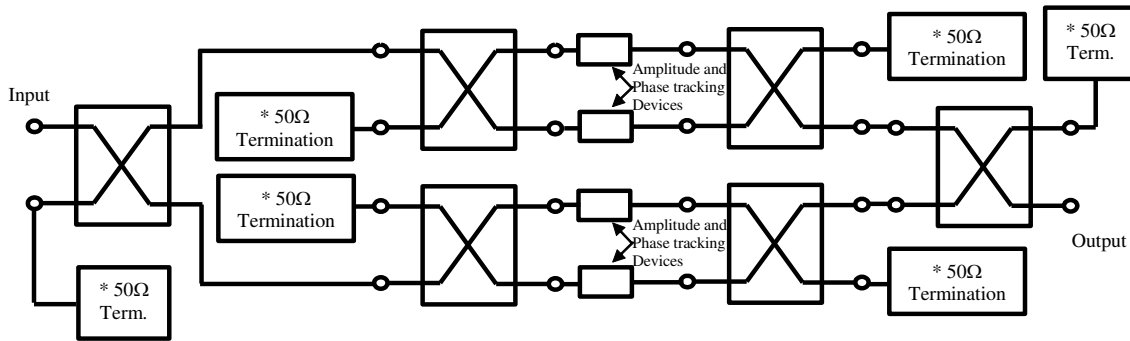 * 50Ω
Termination
* 50Ω
Term.
Amplitude and
Phase tracking
Devices
Input
* 50Ω
Termination
* 50Ω
Termination
Amplitude and
Phase tracking
Devices
Output
* 50Ω
Term.
* 50Ω
Termination